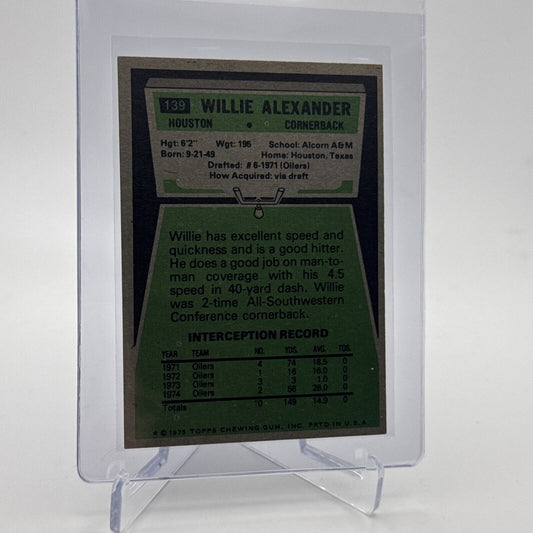 139 WILLIE ALEXANDER
HOUSTON • CORNERBACK
Hgt: 6'2" Wgt: 195 School: Alcorn A&M
Born: 9-21-49 Home: Houston, Texas
Drafted: #6-1971 (Oilers)
How Acquired: via draft
Willie has excellent speed and
quickness and is a good hitter.
He does a good job on man-to-
man coverage with his 4.5
speed in 40-yard dash. Willie
was 2-time All-Southwestern
Conference cornerback.
INTERCEPTION RECORD
YEAR TEAM NO. YDS. AVG. TDS.
1971 Oilers 4 74 18.5 0
1972 Oilers 1 16 16.0 0
1973 Oilers 3 3 1.0 0
1974 Oilers 2 56 28.0 0
Totals 10 149 14.9 0
© 1975 TOPPS CHEWING GUM, INC. PRTD IN U.S.A.